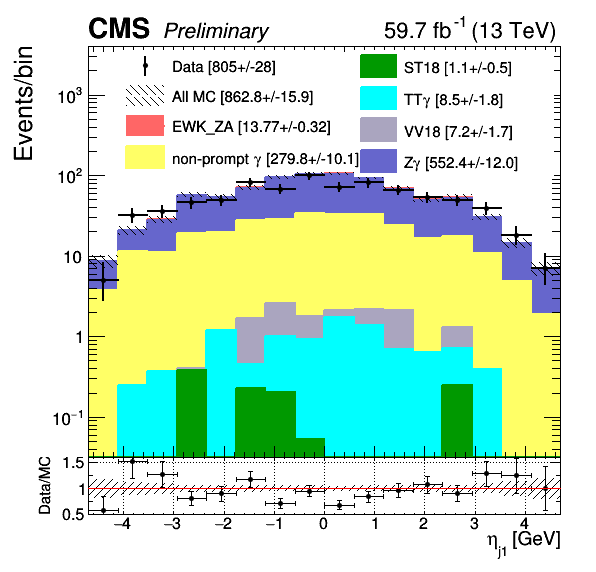 CMS Preliminary 59.7 fb⁻¹ (13 TeV)
Events/bin
Data [805+/-28]
All MC [862.8+/-15.9]
EWK_ZA [13.77+/-0.32]
non-prompt γ [279.8+/-10.1]
ST18 [1.1+/-0.5]
TTγ [8.5+/-1.8]
VV18 [7.2+/-1.7]
Zγ [552.4+/-12.0]
10³
10²
10
1
10⁻¹
Data/MC
1.5
1
0.5
−4 −3 −2 −1 0 1 2 3 4
η_j1 [GeV]